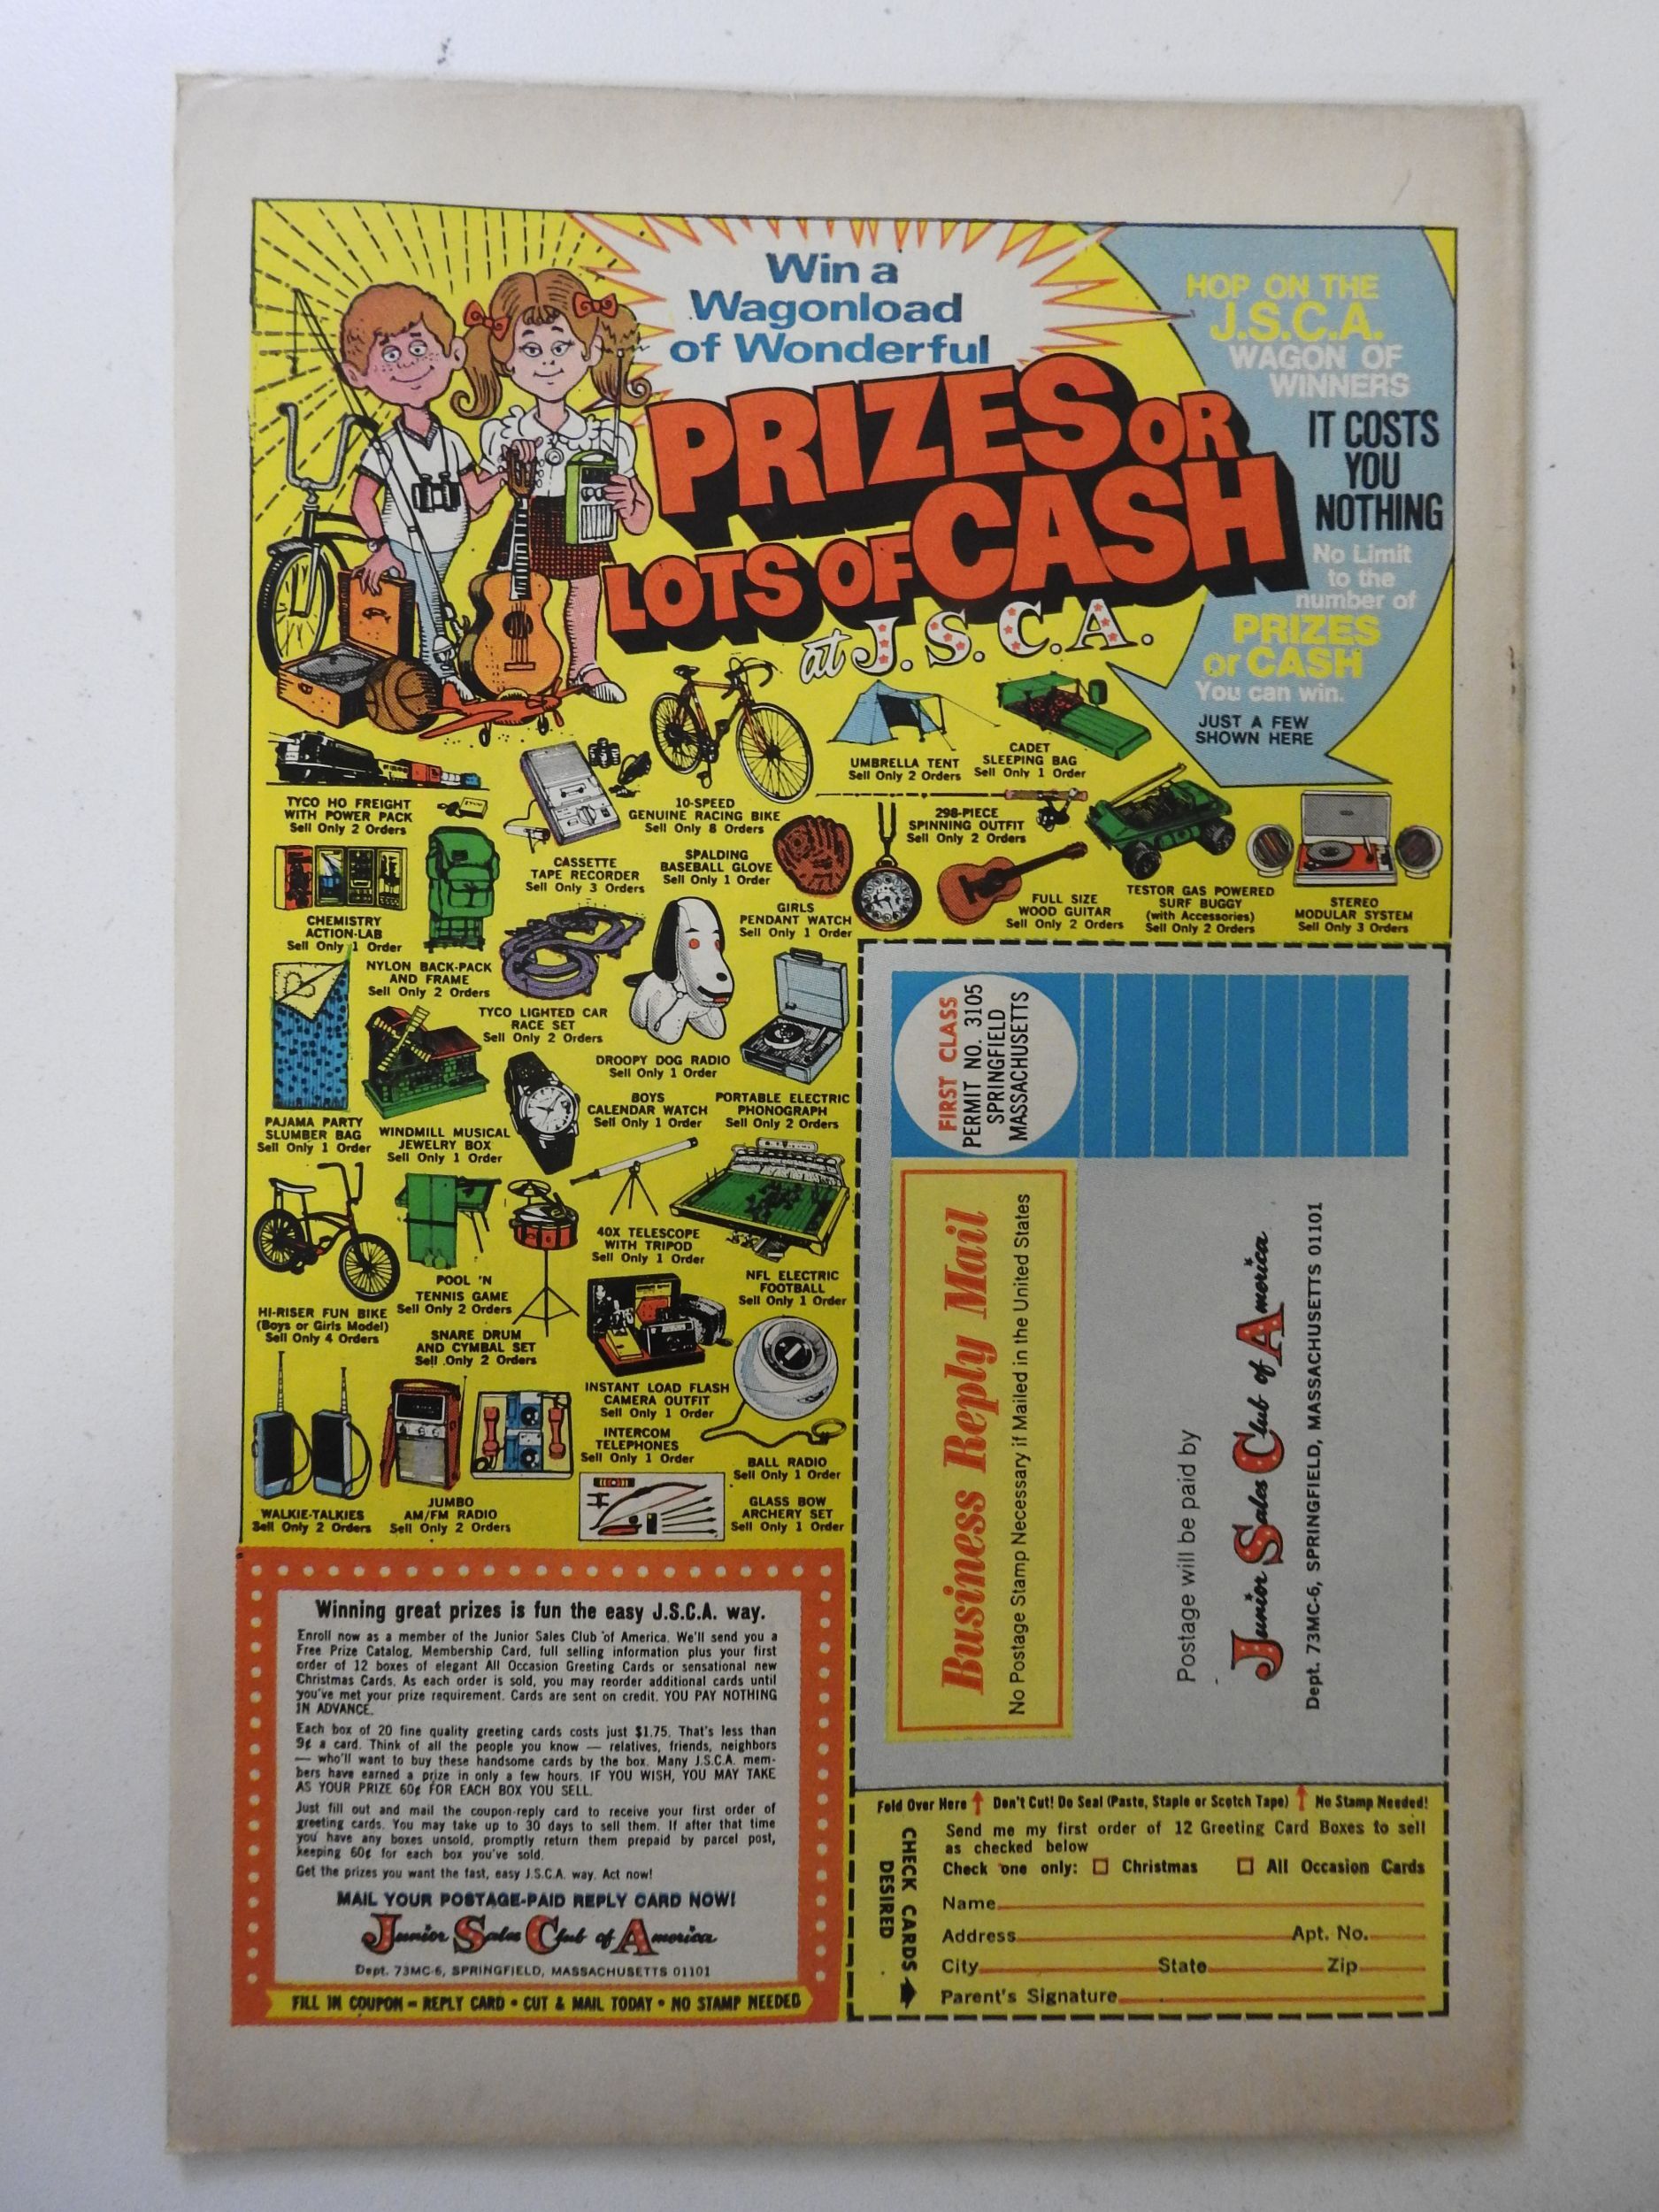 Win a
Wagonload
of Wonderful
PRIZES OR
LOTS OF CASH
at J.S.C.A.
HOP ON THE
J.S.C.A.
WAGON OF
WINNERS
IT COSTS
YOU
NOTHING
No Limit
to the
number of
PRIZES
or CASH
You can win.
JUST A FEW
SHOWN HERE
TYCO HO FREIGHT
WITH POWER PACK
Sell Only 2 Orders
CASSETTE
TAPE RECORDER
Sell Only 3 Orders
10-SPEED
GENUINE RACING BIKE
Sell Only 8 Orders
UMBRELLA TENT
Sell Only 2 Orders
CADET
SLEEPING BAG
Sell Only 1 Order
298-PIECE
SPINNING OUTFIT
Sell Only 2 Orders
SPALDING
BASEBALL GLOVE
Sell Only 1 Order
GIRLS
PENDANT WATCH
Sell Only 1 Order
FULL SIZE
WOOD GUITAR
Sell Only 2 Orders
TESTOR GAS POWERED
SURF BUGGY
(with Accessories)
Sell Only 2 Orders
STEREO
MODULAR SYSTEM
Sell Only 3 Orders
CHEMISTRY
ACTION-LAB
Sell Only 1 Order
NYLON BACK-PACK
AND FRAME
Sell Only 2 Orders
TYCO LIGHTED CAR
RACE SET
Sell Only 2 Orders
DROOPY DOG RADIO
Sell Only 1 Order
PORTABLE ELECTRIC
PHONOGRAPH
Sell Only 2 Orders
PAJAMA PARTY
SLUMBER BAG
Sell Only 1 Order
WINDMILL MUSICAL
JEWELRY BOX
Sell Only 1 Order
BOYS
CALENDAR WATCH
Sell Only 1 Order
HI-RISER FUN BIKE
(Boys or Girls Model)
Sell Only 4 Orders
POOL 'N
TENNIS GAME
Sell Only 2 Orders
SNARE DRUM
AND CYMBAL SET
Sell Only 2 Orders
40X TELESCOPE
WITH TRIPOD
Sell Only 1 Order
NFL ELECTRIC
FOOTBALL
Sell Only 1 Order
INSTANT LOAD FLASH
CAMERA OUTFIT
Sell Only 1 Order
INTERCOM
TELEPHONES
Sell Only 1 Order
BALL RADIO
Sell Only 1 Order
WALKIE-TALKIES
Sell Only 2 Orders
JUMBO
AM/FM RADIO
Sell Only 2 Orders
GLASS BOW
ARCHERY SET
Sell Only 1 Order
Winning great prizes is fun the easy J.S.C.A. way.
Enroll now as a member of the Junior Sales Club of America. We'll send you a
Free Prize Catalog, Membership Card, full selling information plus your first
order of 12 boxes of elegant All Occasion Greeting Cards or sensational new
Christmas Cards. As each order is sold, you may reorder additional cards until
you've met your prize requirement. Cards are sent on credit. YOU PAY NOTHING
IN ADVANCE.
Each box of 20 fine quality greeting cards costs just $1.75. That's less than
9¢ a card. Think of all the people you know — relatives, friends, neighbors
— who'll want to buy these handsome cards by the box. Many J.S.C.A. mem-
bers have earned a prize in only a few hours. IF YOU WISH, YOU MAY TAKE
AS YOUR PRIZE 60¢ FOR EACH BOX YOU SELL.
Just fill out and mail the coupon-reply card to receive your first order of
greeting cards. You may take up to 30 days to sell them. If after that time
you have any boxes unsold, promptly return them prepaid by parcel post,
keeping 60¢ for each box you've sold.
Get the prizes you want the fast, easy J.S.C.A. way. Act now!
MAIL YOUR POSTAGE-PAID REPLY CARD NOW!
Junior Sales Club of America
Dept. 73MC-6, SPRINGFIELD, MASSACHUSETTS 01101
FILL IN COUPON - REPLY CARD • CUT & MAIL TODAY • NO STAMP NEEDED
FIRST CLASS
PERMIT NO. 3105
SPRINGFIELD
MASSACHUSETTS
Business Reply Mail
No Postage Stamp Necessary if Mailed in the United States
Postage will be paid by
Junior Sales Club of America
Dept. 73MC-6, SPRINGFIELD, MASSACHUSETTS 01101
Fold Over Here ↑ Don't Cut! Do Seal (Paste, Staple or Scotch Tape) ↑ No Stamp Needed!
CHECK CARDS
DESIRED
Send me my first order of 12 Greeting Card Boxes to sell
as checked below
Check one only: □ Christmas □ All Occasion Cards
Name
Address Apt. No.
City State Zip
Parent's Signature